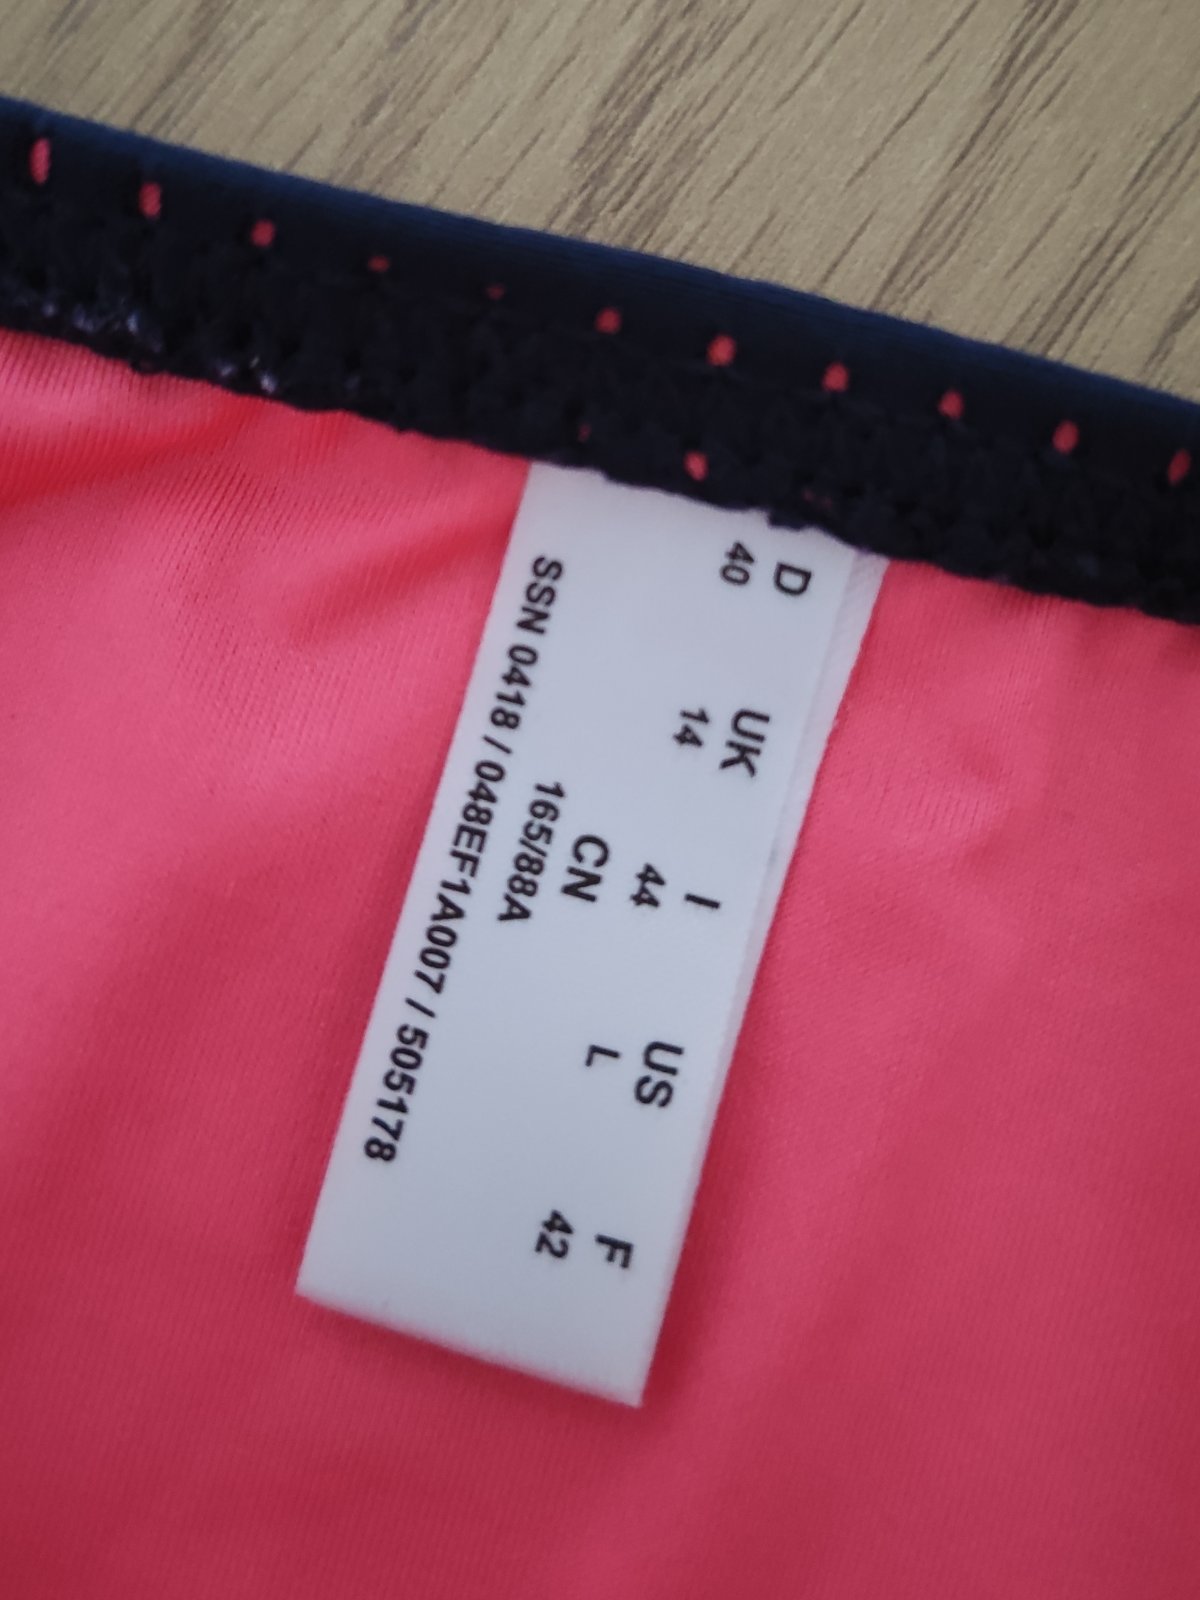 D UK I US F
40 14 44 L 42
CN
165/88A
SSN 0418 / 048EF1A007 / 505178